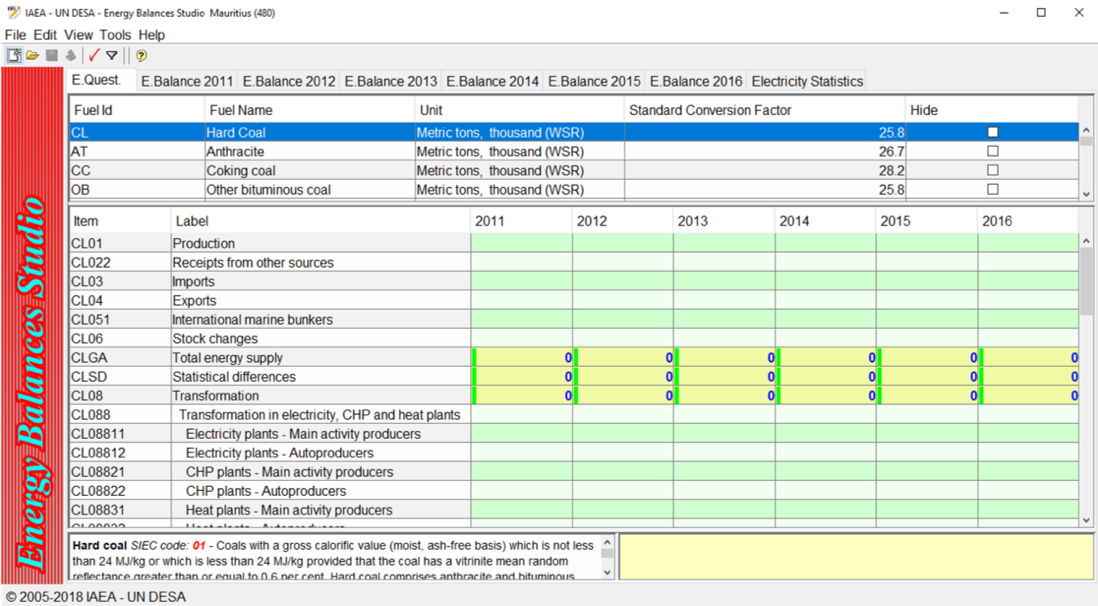 IAEA - UN DESA - Energy Balances Studio Mauritius (480)
File Edit View Tools Help
E.Quest. E.Balance 2011 E.Balance 2012 E.Balance 2013 E.Balance 2014 E.Balance 2015 E.Balance 2016 Electricity Statistics
Fuel Id Fuel Name Unit Standard Conversion Factor Hide
CL Hard Coal Metric tons, thousand (WSR) 25.8
AT Anthracite Metric tons, thousand (WSR) 26.7
CC Coking coal Metric tons, thousand (WSR) 28.2
OB Other bituminous coal Metric tons, thousand (WSR) 25.8
Item Label 2011 2012 2013 2014 2015 2016
CL01 Production
CL022 Receipts from other sources
CL03 Imports
CL04 Exports
CL051 International marine bunkers
CL06 Stock changes
CLGA Total energy supply 0 0 0 0 0 0
CLSD Statistical differences 0 0 0 0 0 0
CL08 Transformation 0 0 0 0 0 0
CL088 Transformation in electricity, CHP and heat plants
CL08811 Electricity plants - Main activity producers
CL08812 Electricity plants - Autoproducers
CL08821 CHP plants - Main activity producers
CL08822 CHP plants - Autoproducers
CL08831 Heat plants - Main activity producers
CL08832 Heat plants - Autoproducers
Energy Balances Studio
Hard coal SIEC code: 01 - Coals with a gross calorific value (moist, ash-free basis) which is not less
than 24 MJ/kg or which is less than 24 MJ/kg provided that the coal has a vitrinite mean random
reflectance greater than or equal to 0.6 per cent. Hard coal comprises anthracite and bituminous
© 2005-2018 IAEA - UN DESA